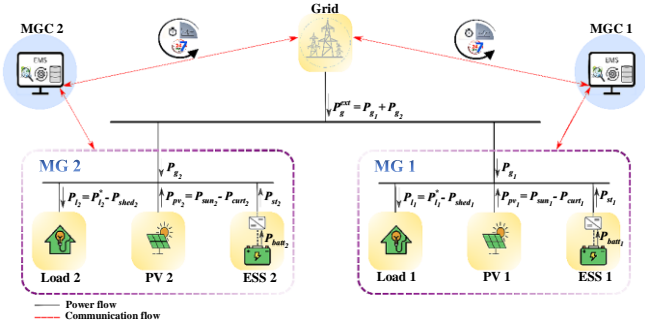 Grid
MGC 2
MGC 1
EMS
EMS
P_g^ext = P_g1 + P_g2
MG 2
MG 1
P_g2
P_g1
P_l2 = P*_l2 - P_shed2
P_pv2 = P_sun2 - P_curt2
P_st2
P_l1 = P*_l1 - P_shed1
P_pv1 = P_sun1 - P_curt1
P_st1
P_batt2
P_batt1
Load 2
PV 2
ESS 2
Load 1
PV 1
ESS 1
Power flow
Communication flow